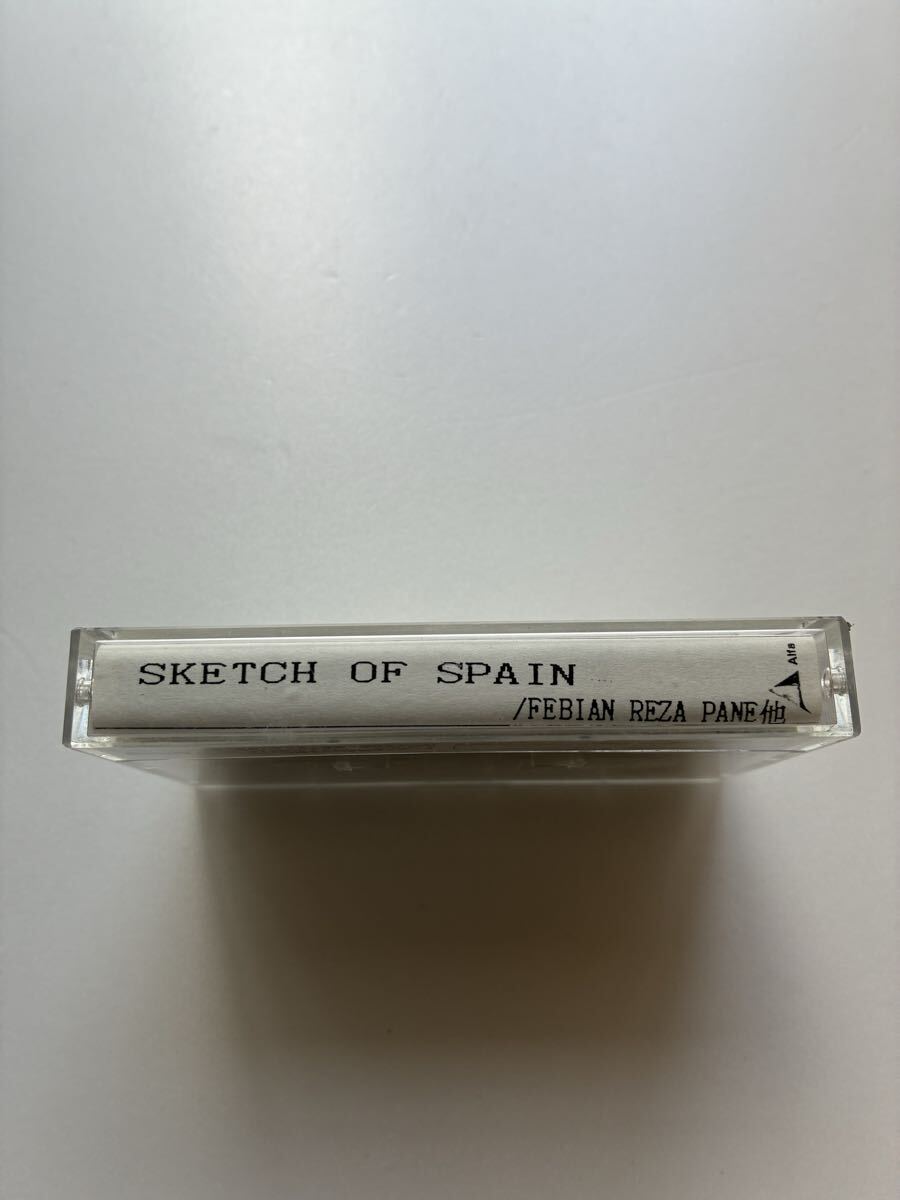 SKETCH OF SPAIN
/FEBIAN REZA PANE他
Alfa